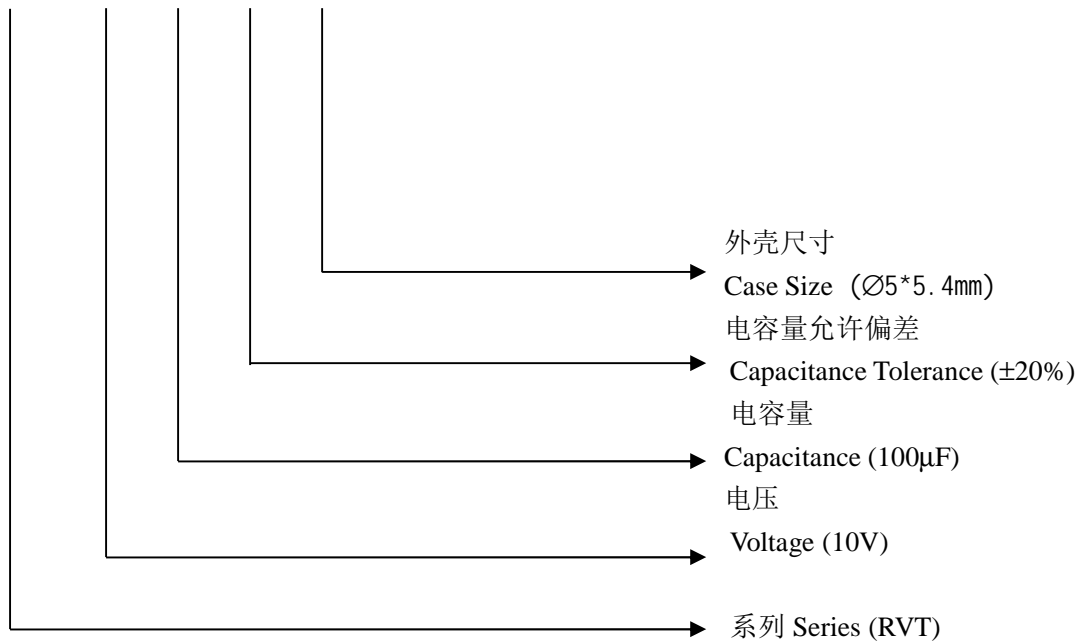 外壳尺寸
Case Size (∅5*5.4mm)
电容量允许偏差
Capacitance Tolerance (±20%)
电容量
Capacitance (100μF)
电压
Voltage (10V)
系列 Series (RVT)